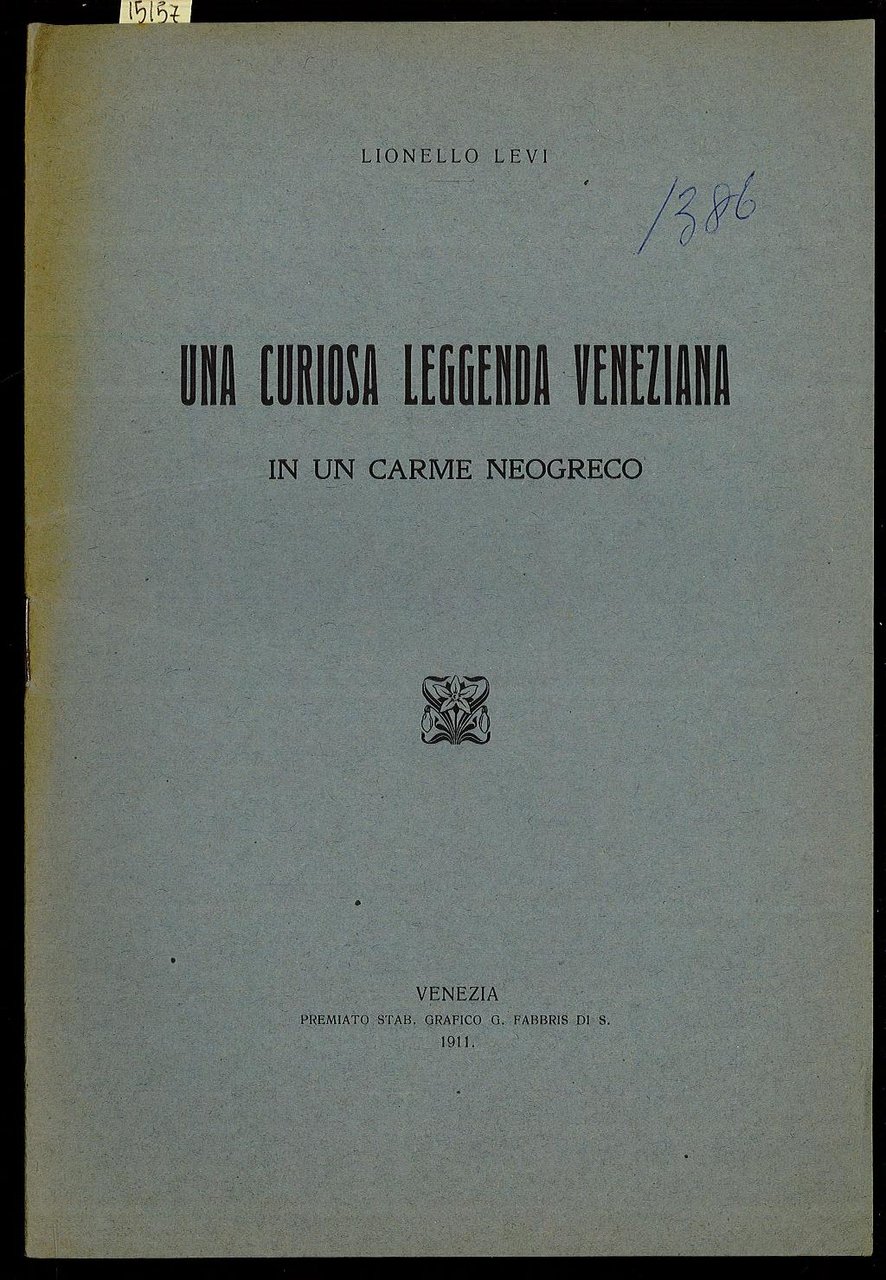 15157
LIONELLO LEVI
1386
UNA CURIOSA LEGGENDA VENEZIANA
IN UN CARME NEOGRECO
VENEZIA
PREMIATO STAB. GRAFICO G. FABBRIS DI S.
1911.